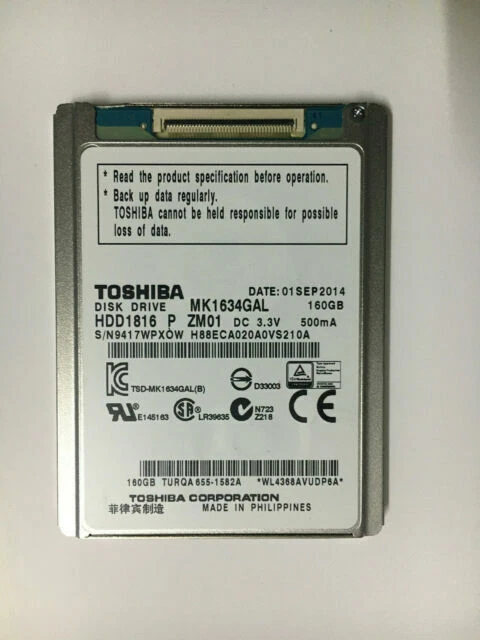 * Read the product specification before operation.
* Back up data regularly.
TOSHIBA cannot be held responsible for possible
loss of data.
TOSHIBA DATE:01SEP2014
DISK DRIVE MK1634GAL 160GB
HDD1816 P ZM01 DC 3.3V 500mA
S/N9417WPXOW H88ECA020A0VS210A
TSD-MK1634GAL(B) D33003
E145163 LR39635 N723
Z218
160GB TURQA 655-1582A *WL4368AVUDP6A*
TOSHIBA CORPORATION
菲律宾制造 MADE IN PHILIPPINES